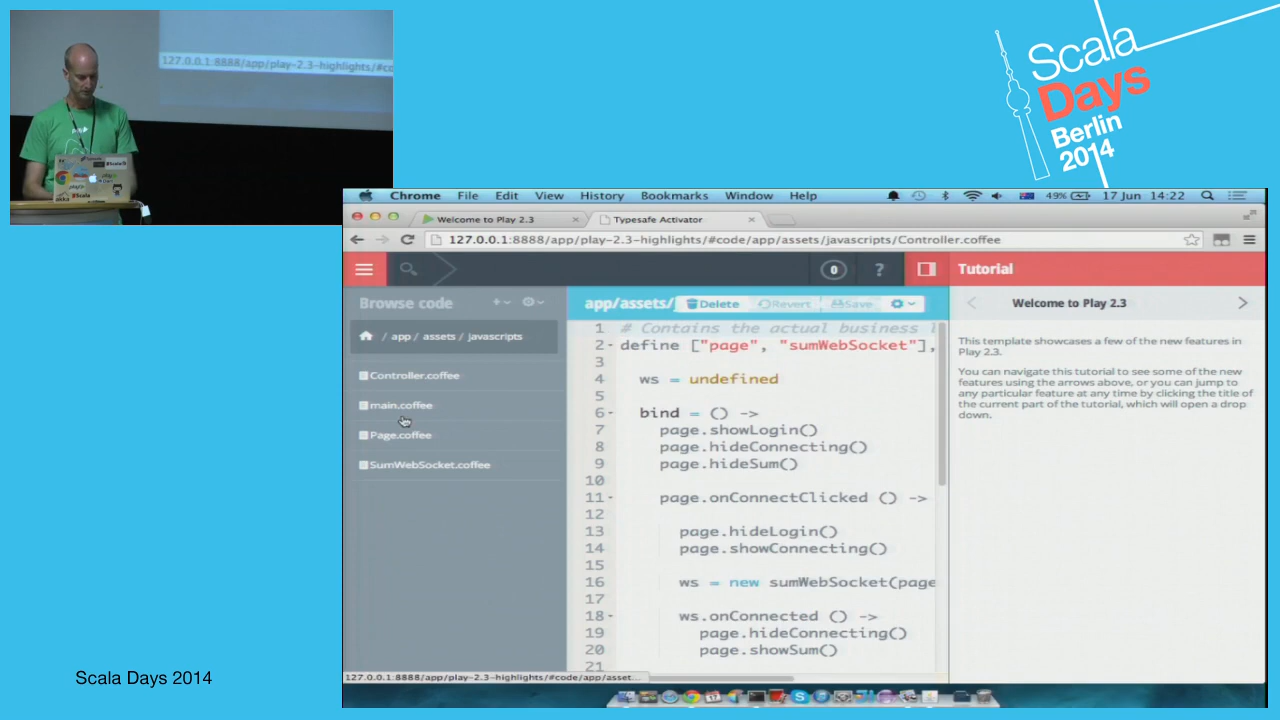 127.0.0.1:8888/app/play-2.3-highlights/#co
Scala
Days
Berlin
2014
Chrome File Edit View History Bookmarks Window Help 49% 17 Jun 14:22
Welcome to Play 2.3 Typesafe Activator
127.0.0.1:8888/app/play-2.3-highlights/#code/app/assets/javascripts/Controller.coffee
0 ? Tutorial
Browse code
app/assets/ Delete Revert Save
Welcome to Play 2.3
/ app / assets / javascripts
Controller.coffee
main.coffee
Page.coffee
SumWebSocket.coffee
1 # Contains the actual business l
2 define ["page", "sumWebSocket"],
3
4 ws = undefined
5
6 bind = () ->
7 page.showLogin()
8 page.hideConnecting()
9 page.hideSum()
10
11 page.onConnectClicked () ->
12
13 page.hideLogin()
14 page.showConnecting()
15
16 ws = new sumWebSocket(page
17
18 ws.onConnected () ->
19 page.hideConnecting()
20 page.showSum()
21
This template showcases a few of the new features in
Play 2.3.
You can navigate this tutorial to see some of the new
features using the arrows above, or you can jump to
any particular feature at any time by clicking the title of
the current part of the tutorial, which will open a drop
down.
127.0.0.1:8888/app/play-2.3-highlights/#code/app/asset...
Scala Days 2014